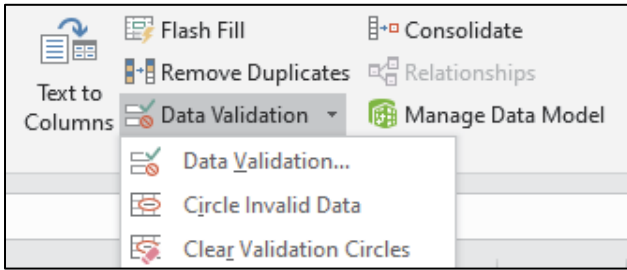 Flash Fill
Consolidate
Remove Duplicates
Relationships
Text to
Columns
Data Validation
Manage Data Model
Data Validation...
Circle Invalid Data
Clear Validation Circles